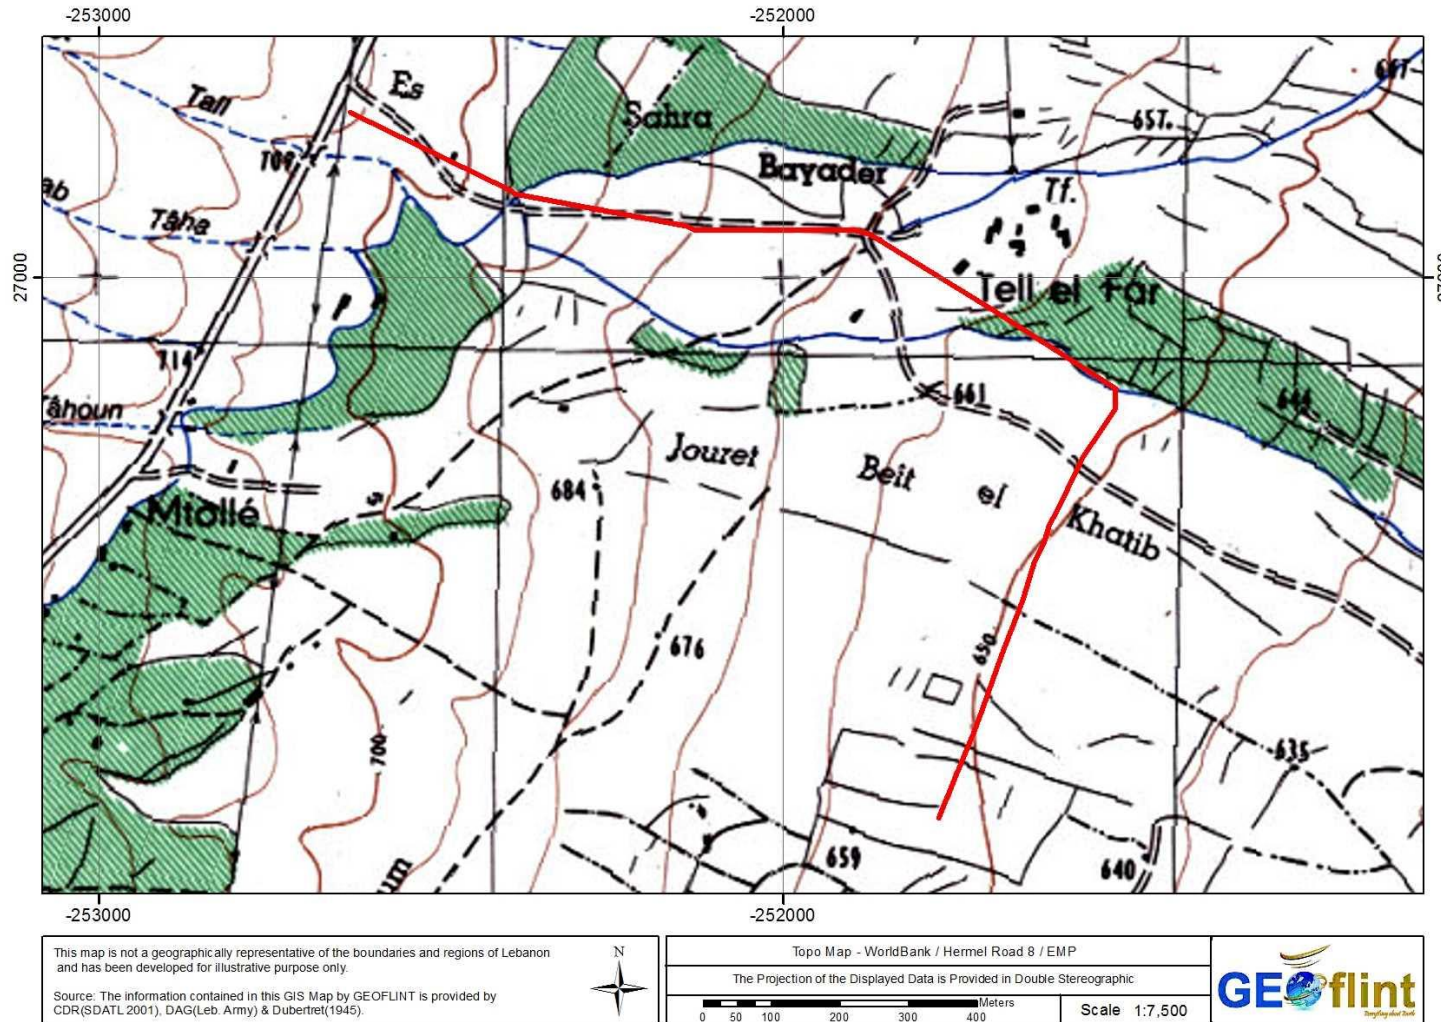 -253000
-252000
Es
Tall
Sahra
657.
Bayader
Tf.
Tâhe
27000
Tell el Far
714
âhoun
661
644
Jouret
Beit el
684
Mtollé
Khatib
676
650
700
635
659
640
um
-253000
-252000
This map is not a geographically representative of the boundaries and regions of Lebanon
and has been developed for illustrative purpose only.
Source: The information contained in this GIS Map by GEOFLINT is provided by
CDR(SDATL 2001), DAG(Leb. Army) & Dubertret(1945).
N
Topo Map - WorldBank / Hermel Road 8 / EMP
The Projection of the Displayed Data is Provided in Double Stereographic
Meters
0 50 100 200 300 400
Scale 1:7,500
GEOflint